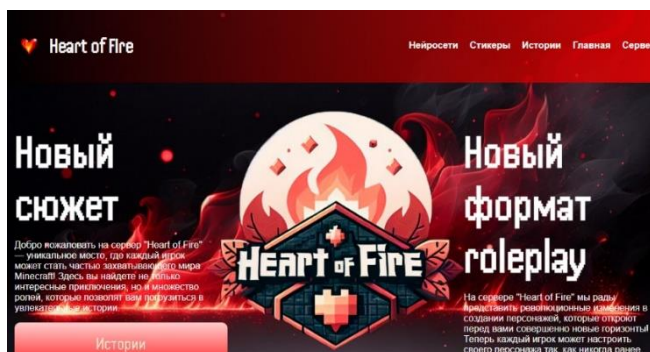 Heart of Fire
Нейросети Стикеры Истории Главная Серве
Новый
сюжет
Добро пожаловать на сервер "Heart of Fire"
— уникальное место, где каждый игрок
может стать частью захватывающего мира
Minecraft! Здесь вы найдете не только
интересные приключения, но и множество
ролей, которые позволят вам погрузиться в
увлекательные истории.
Истории
HEART OF FIRE
Новый
формат
roleplay
На сервере "Heart of Fire" мы рады
представить революционные изменения в
создании персонажей, которые откроют
перед вами совершенно новые горизонты!
Теперь каждый игрок может настроить
своего персонажа так, как никогда ранее